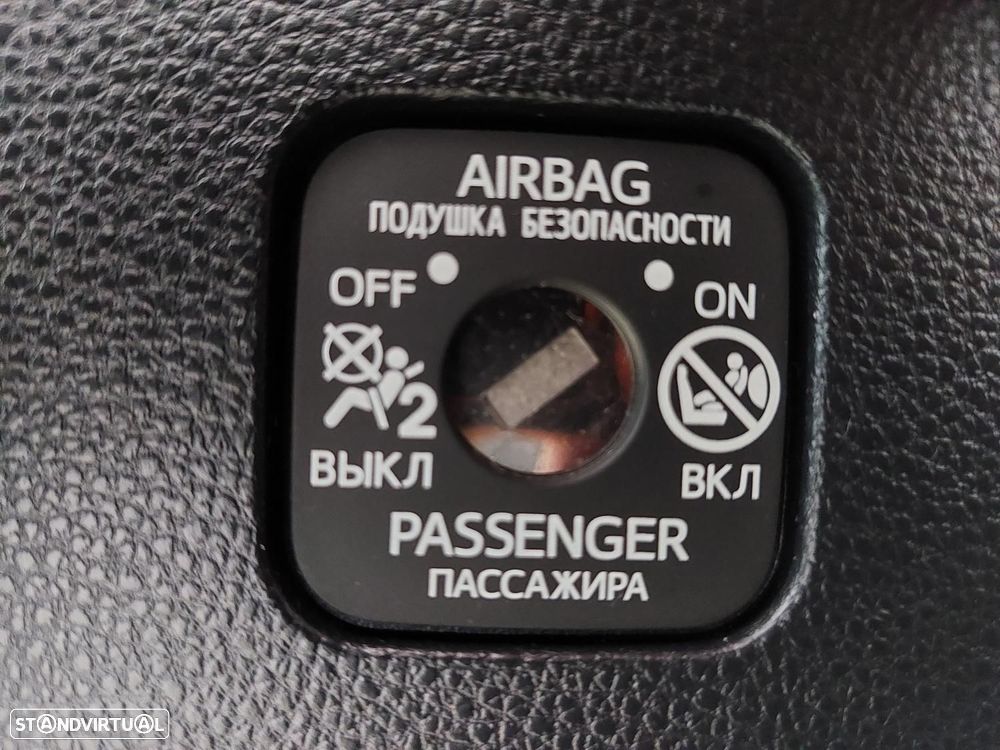 AIRBAG
ПОДУШКА БЕЗОПАСНОСТИ
OFF
ON
2
ВЫКЛ
ВКЛ
PASSENGER
ПАССАЖИРА
STANDVIRTUAL